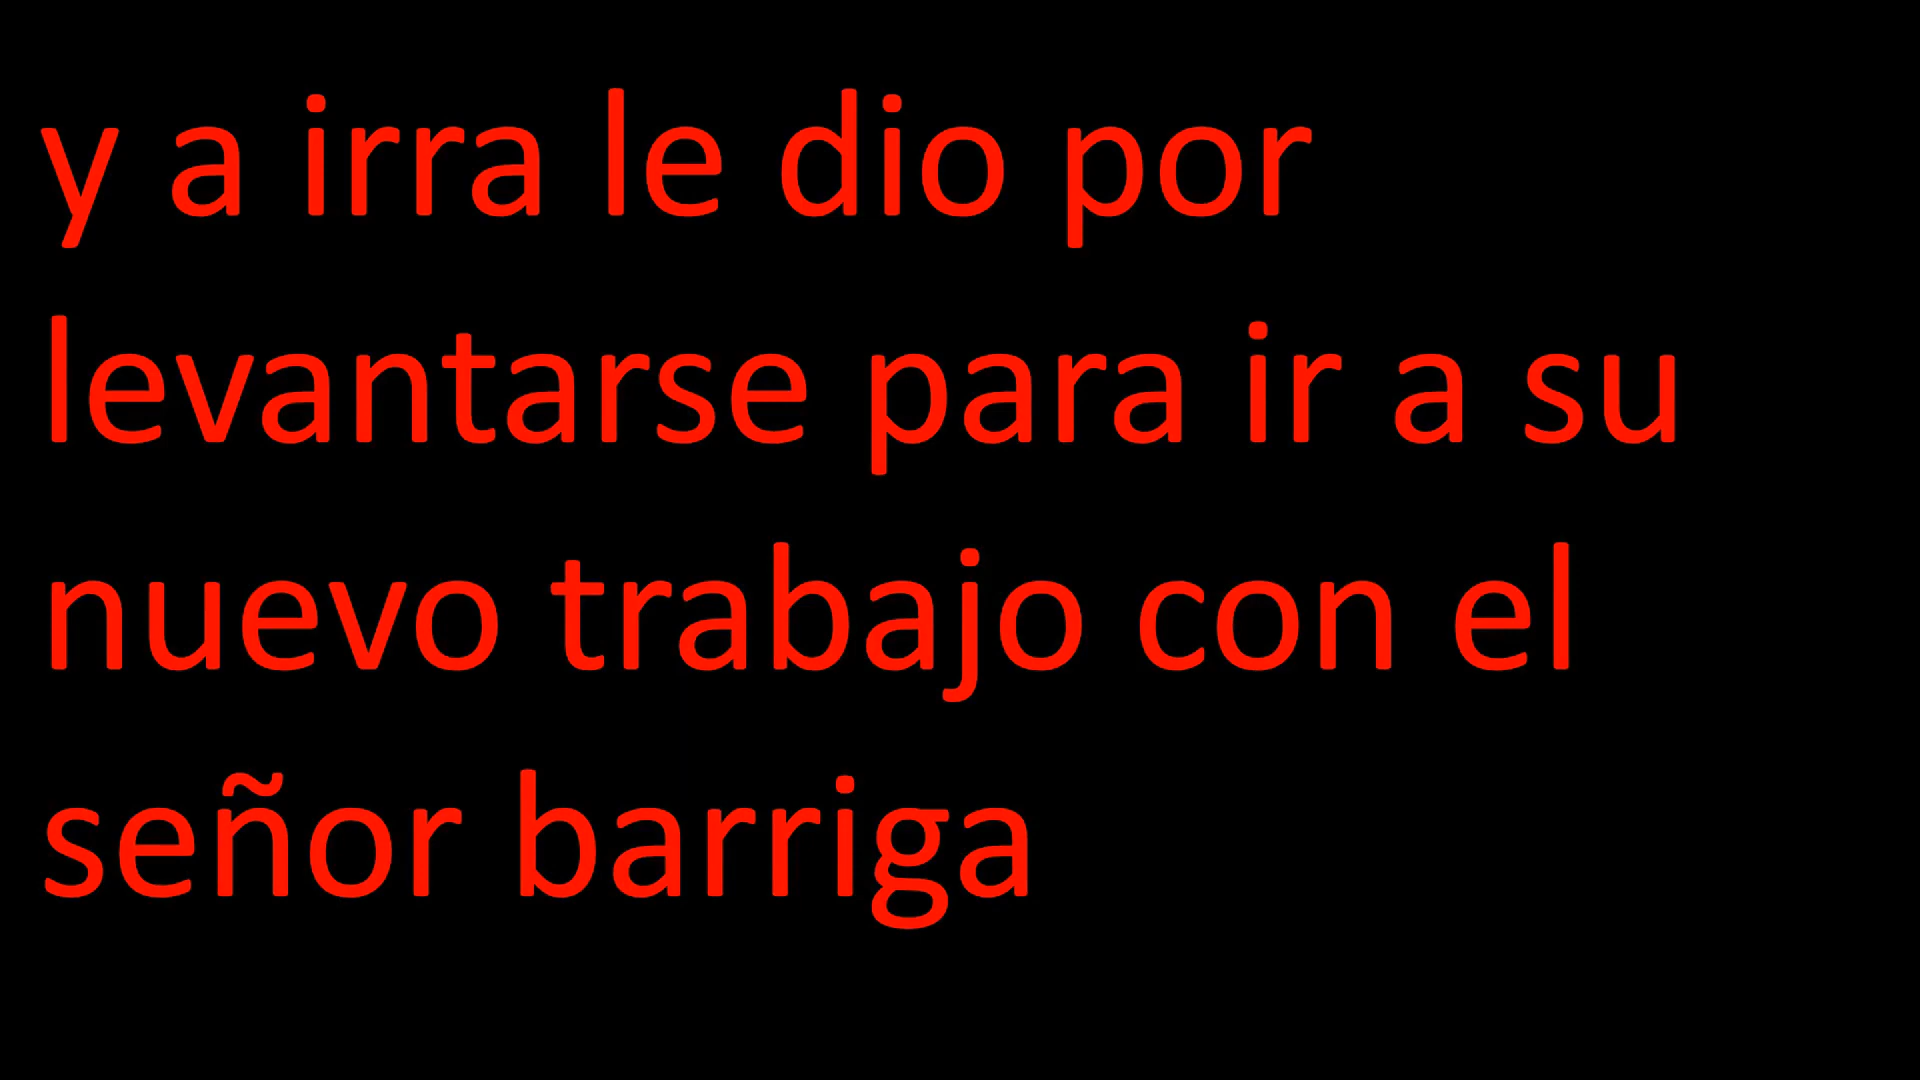 y a irra le dio por
levantarse para ir a su
nuevo trabajo con el
señor barriga